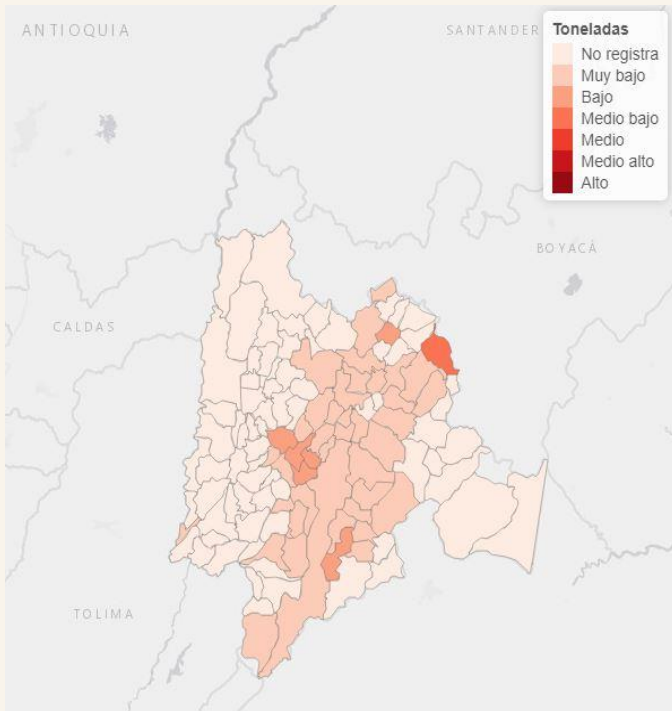 ANTIOQUIA
SANTANDER
Toneladas
No registra
Muy bajo
Bajo
Medio bajo
Medio
Medio alto
Alto
BOYACÁ
CALDAS
TOLIMA